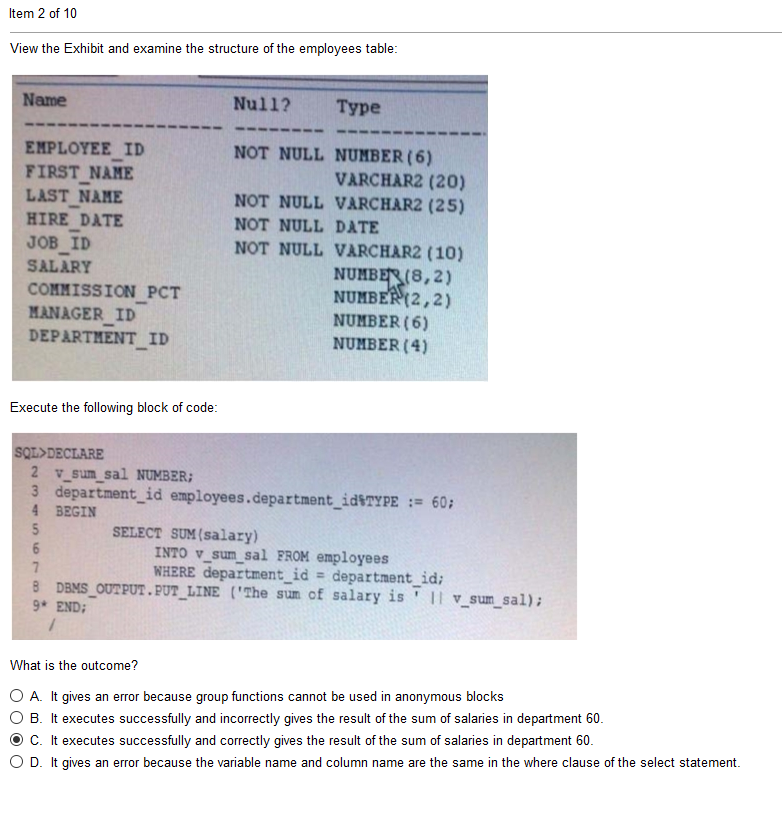 Item 2 of 10
View the Exhibit and examine the structure of the employees table:
Name Null? Type
-------------------- --------- ---------------
EMPLOYEE_ID NOT NULL NUMBER(6)
FIRST_NAME VARCHAR2(20)
LAST_NAME NOT NULL VARCHAR2(25)
HIRE_DATE NOT NULL DATE
JOB_ID NOT NULL VARCHAR2(10)
SALARY NUMBER(8,2)
COMMISSION_PCT NUMBER(2,2)
MANAGER_ID NUMBER(6)
DEPARTMENT_ID NUMBER(4)
Execute the following block of code:
SQL>DECLARE
2 v_sum_sal NUMBER;
3 department_id employees.department_id%TYPE := 60;
4 BEGIN
5 SELECT SUM(salary)
6 INTO v_sum_sal FROM employees
7 WHERE department_id = department_id;
8 DBMS_OUTPUT.PUT_LINE ('The sum of salary is ' || v_sum_sal);
9* END;
/
What is the outcome?
A. It gives an error because group functions cannot be used in anonymous blocks
B. It executes successfully and incorrectly gives the result of the sum of salaries in department 60.
C. It executes successfully and correctly gives the result of the sum of salaries in department 60.
D. It gives an error because the variable name and column name are the same in the where clause of the select statement.